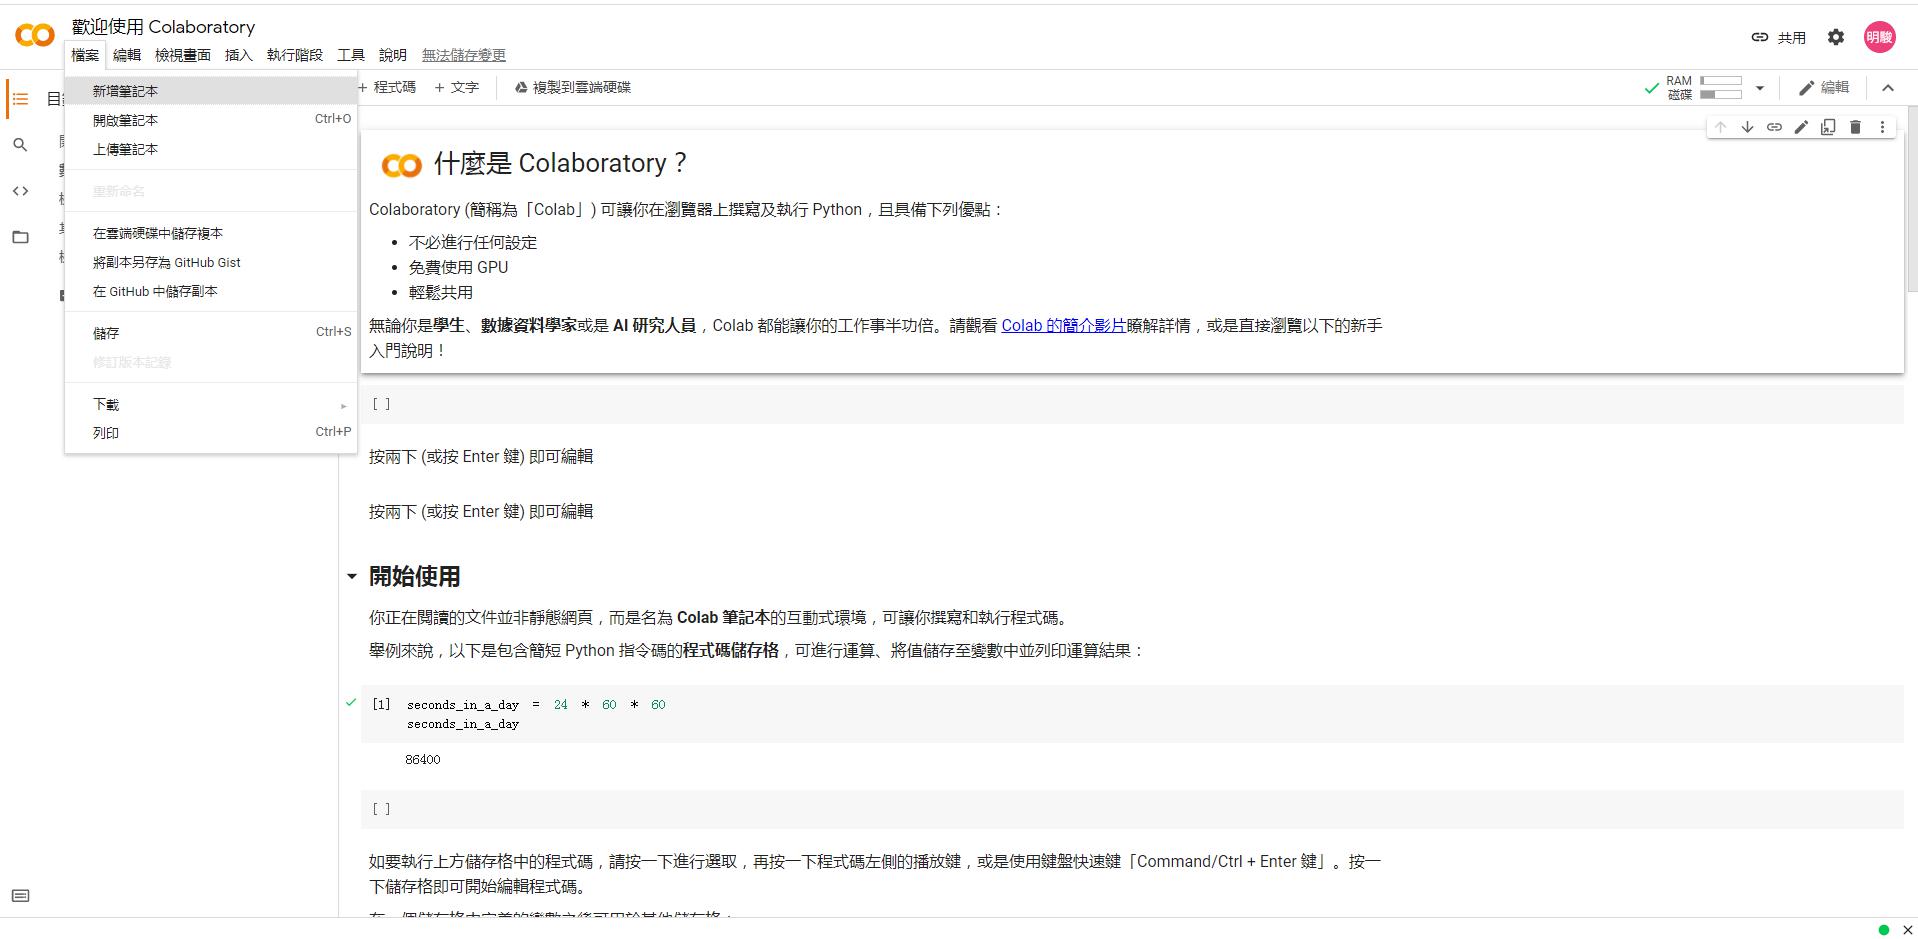 歡迎使用 Colaboratory
檔案 編輯 檢視畫面 插入 執行階段 工具 說明 無法儲存變更
共用
明駿
新增筆記本
開啟筆記本 Ctrl+O
上傳筆記本
重新命名
在雲端硬碟中儲存複本
將副本另存為 GitHub Gist
在 GitHub 中儲存副本
儲存 Ctrl+S
修訂版本記錄
下載
列印 Ctrl+P
+ 程式碼 + 文字 複製到雲端硬碟
RAM
磁碟
編輯
什麼是 Colaboratory？
Colaboratory (簡稱為「Colab」) 可讓你在瀏覽器上撰寫及執行 Python，且具備下列優點：
• 不必進行任何設定
• 免費使用 GPU
• 輕鬆共用
無論你是學生、數據資料學家或是 AI 研究人員，Colab 都能讓你的工作事半功倍。請觀看 Colab 的簡介影片瞭解詳情，或是直接瀏覽以下的新手
入門說明！
[ ]
按兩下 (或按 Enter 鍵) 即可編輯
按兩下 (或按 Enter 鍵) 即可編輯
開始使用
你正在閱讀的文件並非靜態網頁，而是名為 Colab 筆記本的互動式環境，可讓你撰寫和執行程式碼。
舉例來說，以下是包含簡短 Python 指令碼的程式碼儲存格，可進行運算、將值儲存至變數中並列印運算結果：
[1] seconds_in_a_day = 24 * 60 * 60
seconds_in_a_day
86400
[ ]
如要執行上方儲存格中的程式碼，請按一下進行選取，再按一下程式碼左側的播放鍵，或是使用鍵盤快速鍵「Command/Ctrl + Enter 鍵」。按一
下儲存格即可開始編輯程式碼。